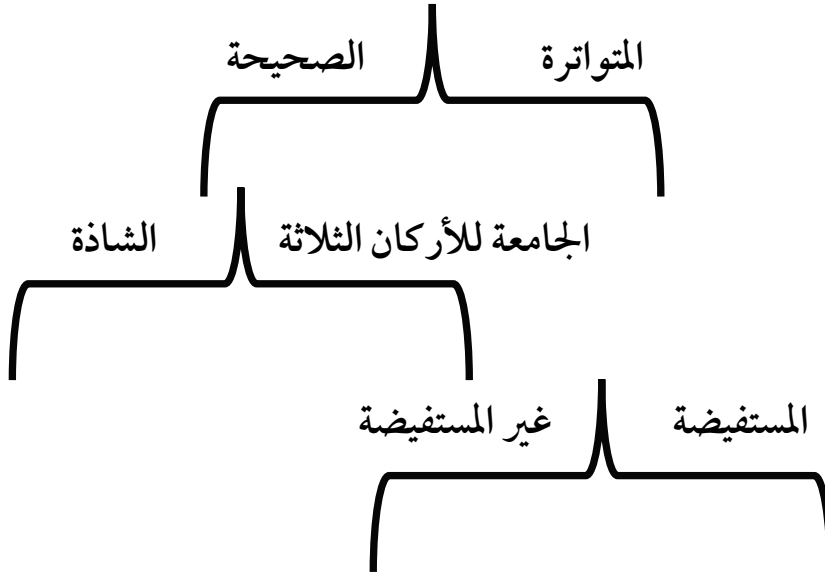 المتواترة الصحيحة
الجامعة للأركان الثلاثة الشاذة
المستفيضة غير المستفيضة